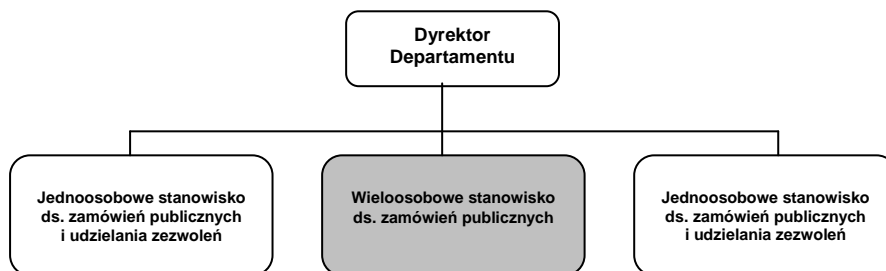 Dyrektor
Departamentu
Jednoosobowe stanowisko
ds. zamówień publicznych
i udzielania zezwoleń
Wieloosobowe stanowisko
ds. zamówień publicznych
Jednoosobowe stanowisko
ds. zamówień publicznych
i udzielania zezwoleń